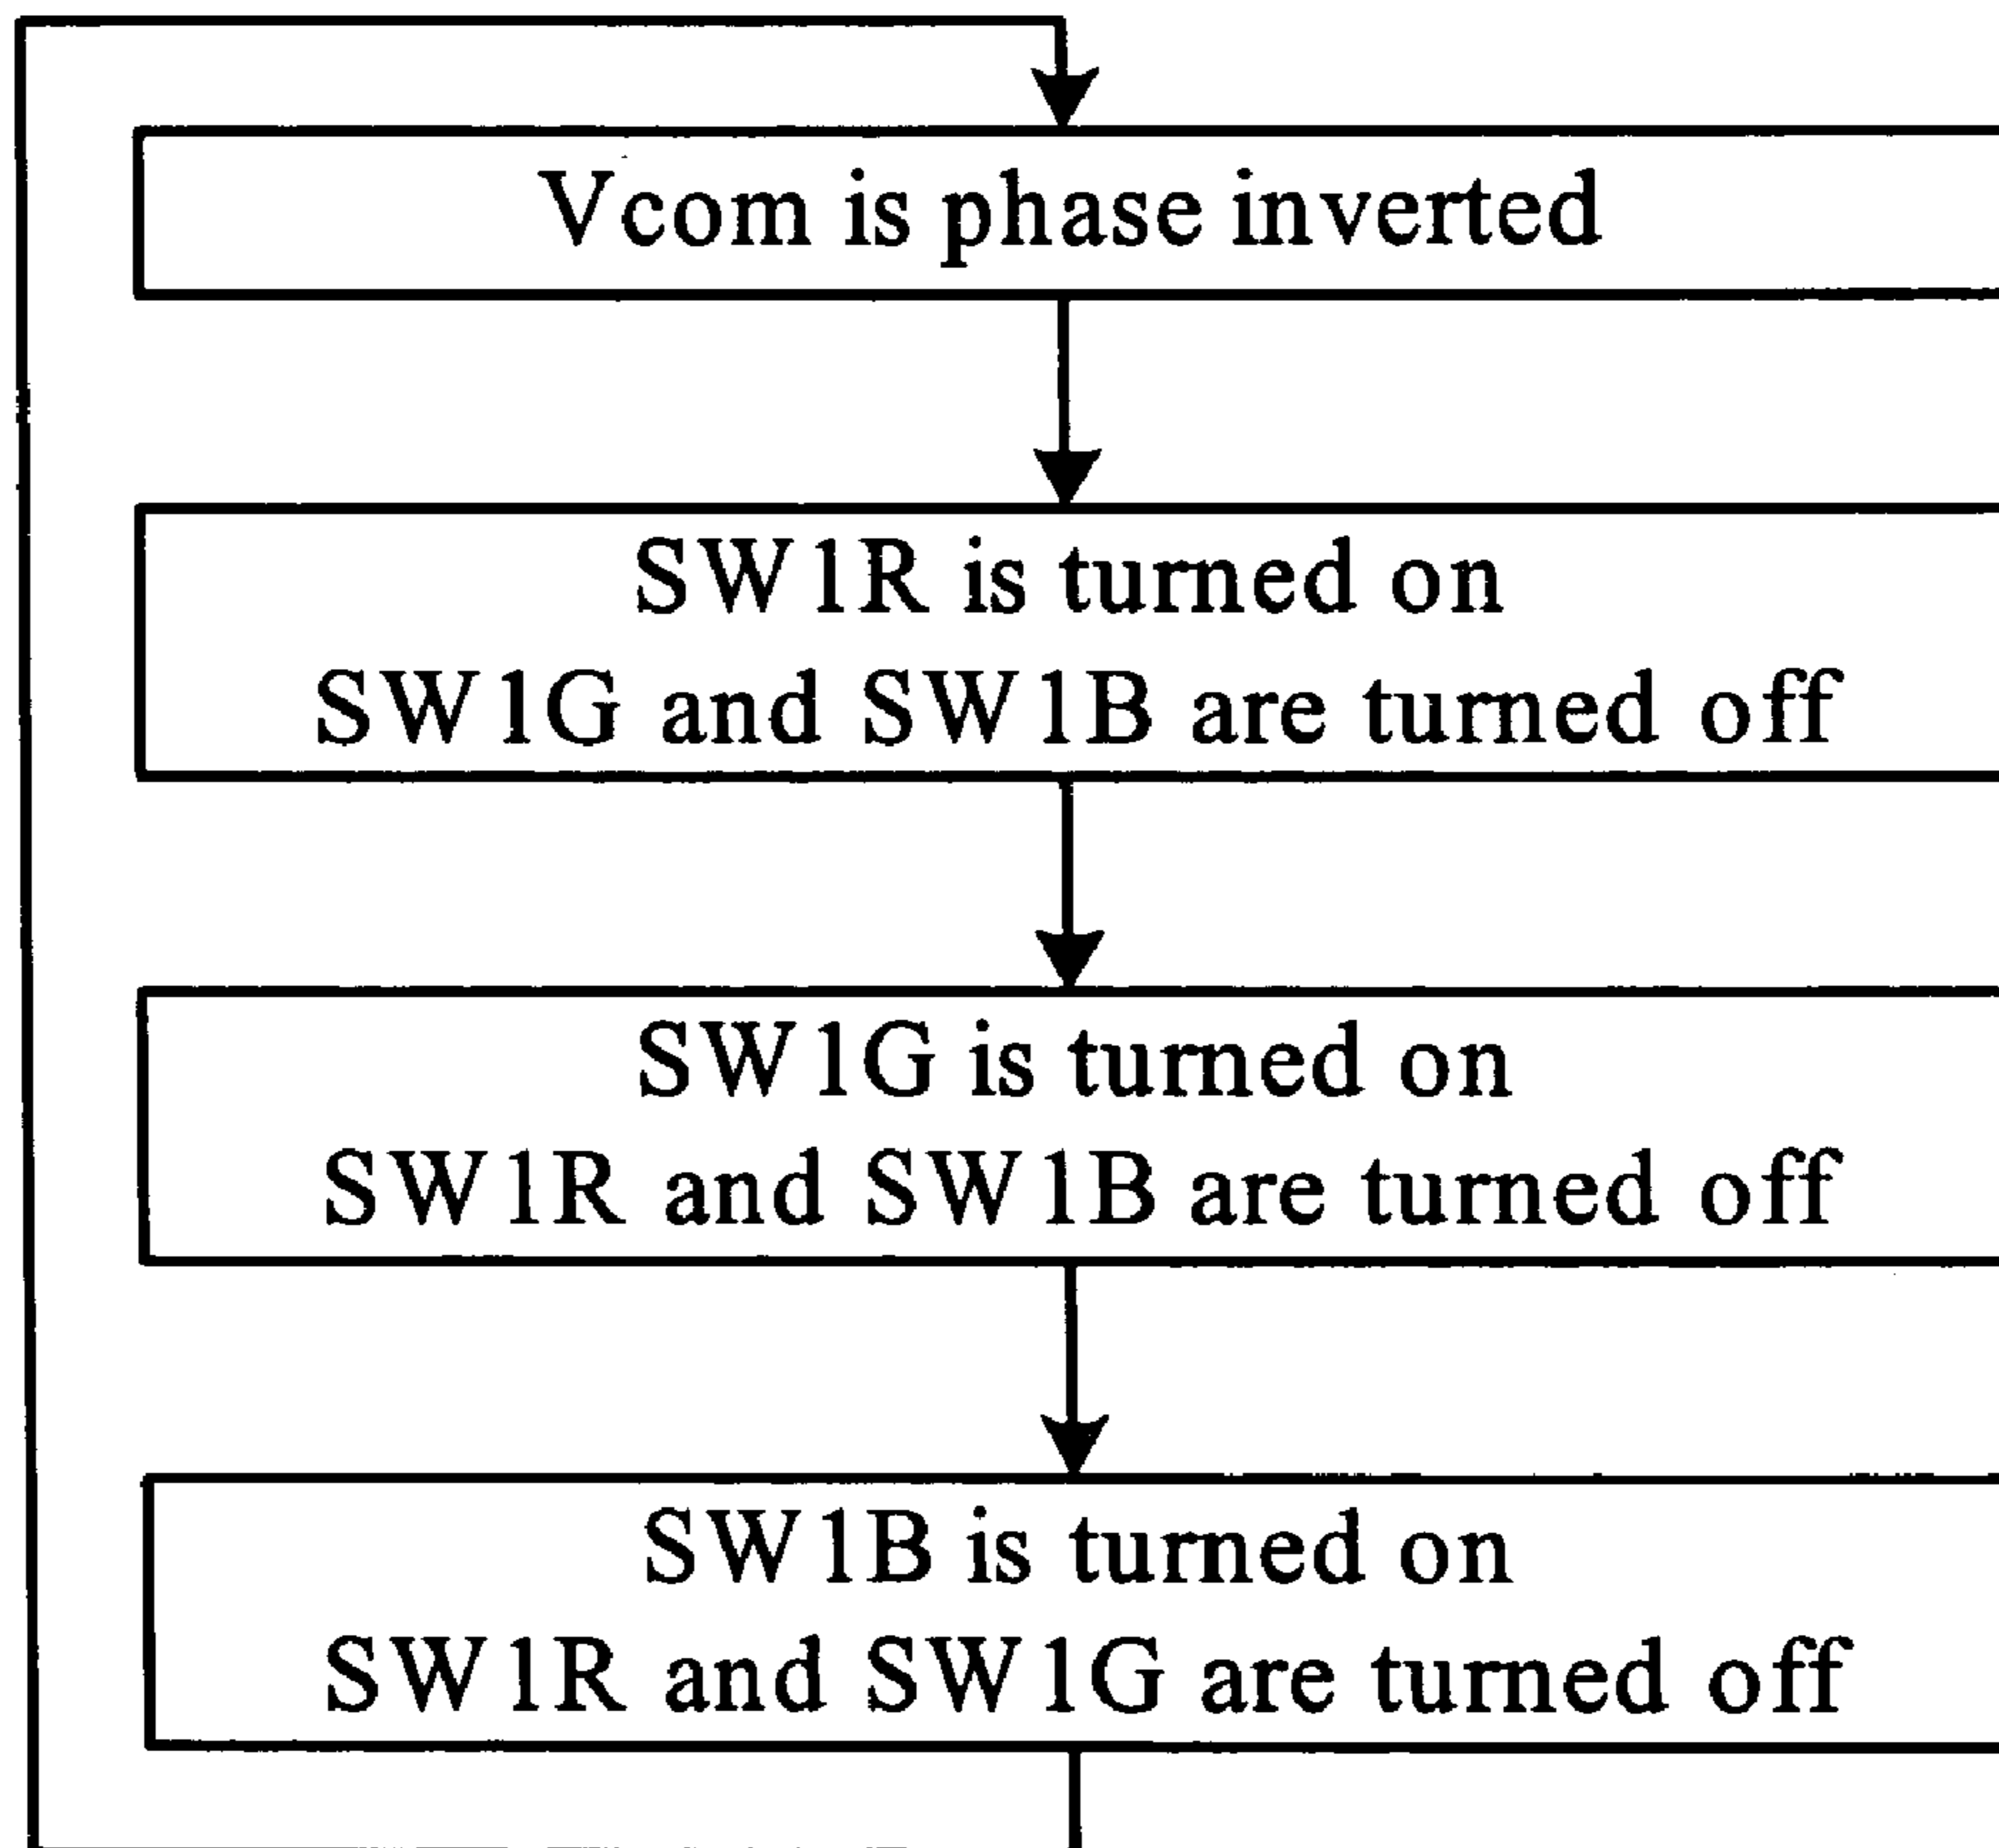 Vcom is phase inverted
SW1R is turned on
SW1G and SW1B are turned off
SW1G is turned on
SW1R and SW1B are turned off
SW1B is turned on
SW1R and SW1G are turned off